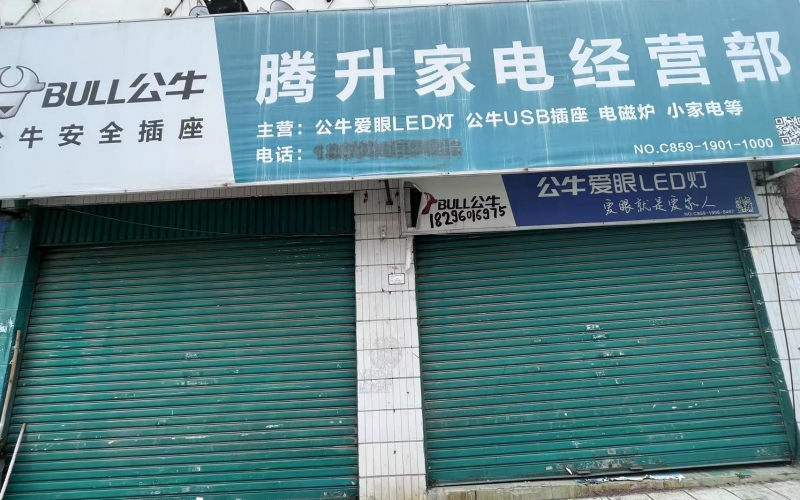 BULL公牛
公牛安全插座
腾升家电经营部
主营：公牛爱眼LED灯 公牛USB插座 电磁炉 小家电等
电话：
NO.C859-1901-1000
BULL公牛
18296016975
公牛爱眼LED灯
爱眼就是爱家人